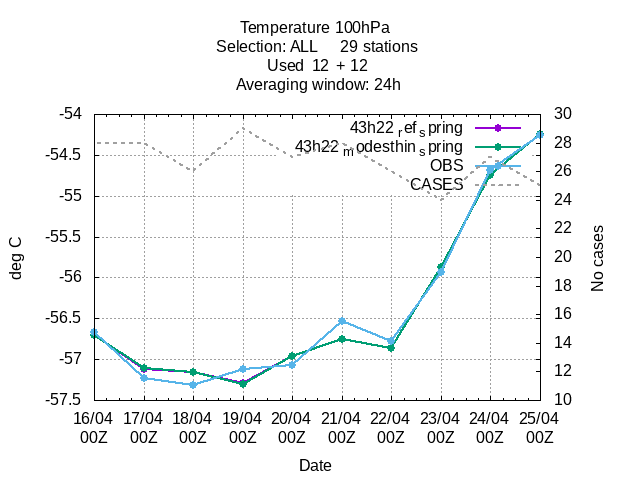 Temperature 100hPa
Selection: ALL 29 stations
Used 12 + 12
Averaging window: 24h
43h22 ref spring
43h22 modesthin spring
OBS
CASES
-54
-54.5
-55
-55.5
-56
-56.5
-57
-57.5
deg C
30
28
26
24
22
20
18
16
14
12
10
No cases
16/04 17/04 18/04 19/04 20/04 21/04 22/04 23/04 24/04 25/04
00Z 00Z 00Z 00Z 00Z 00Z 00Z 00Z 00Z 00Z
Date